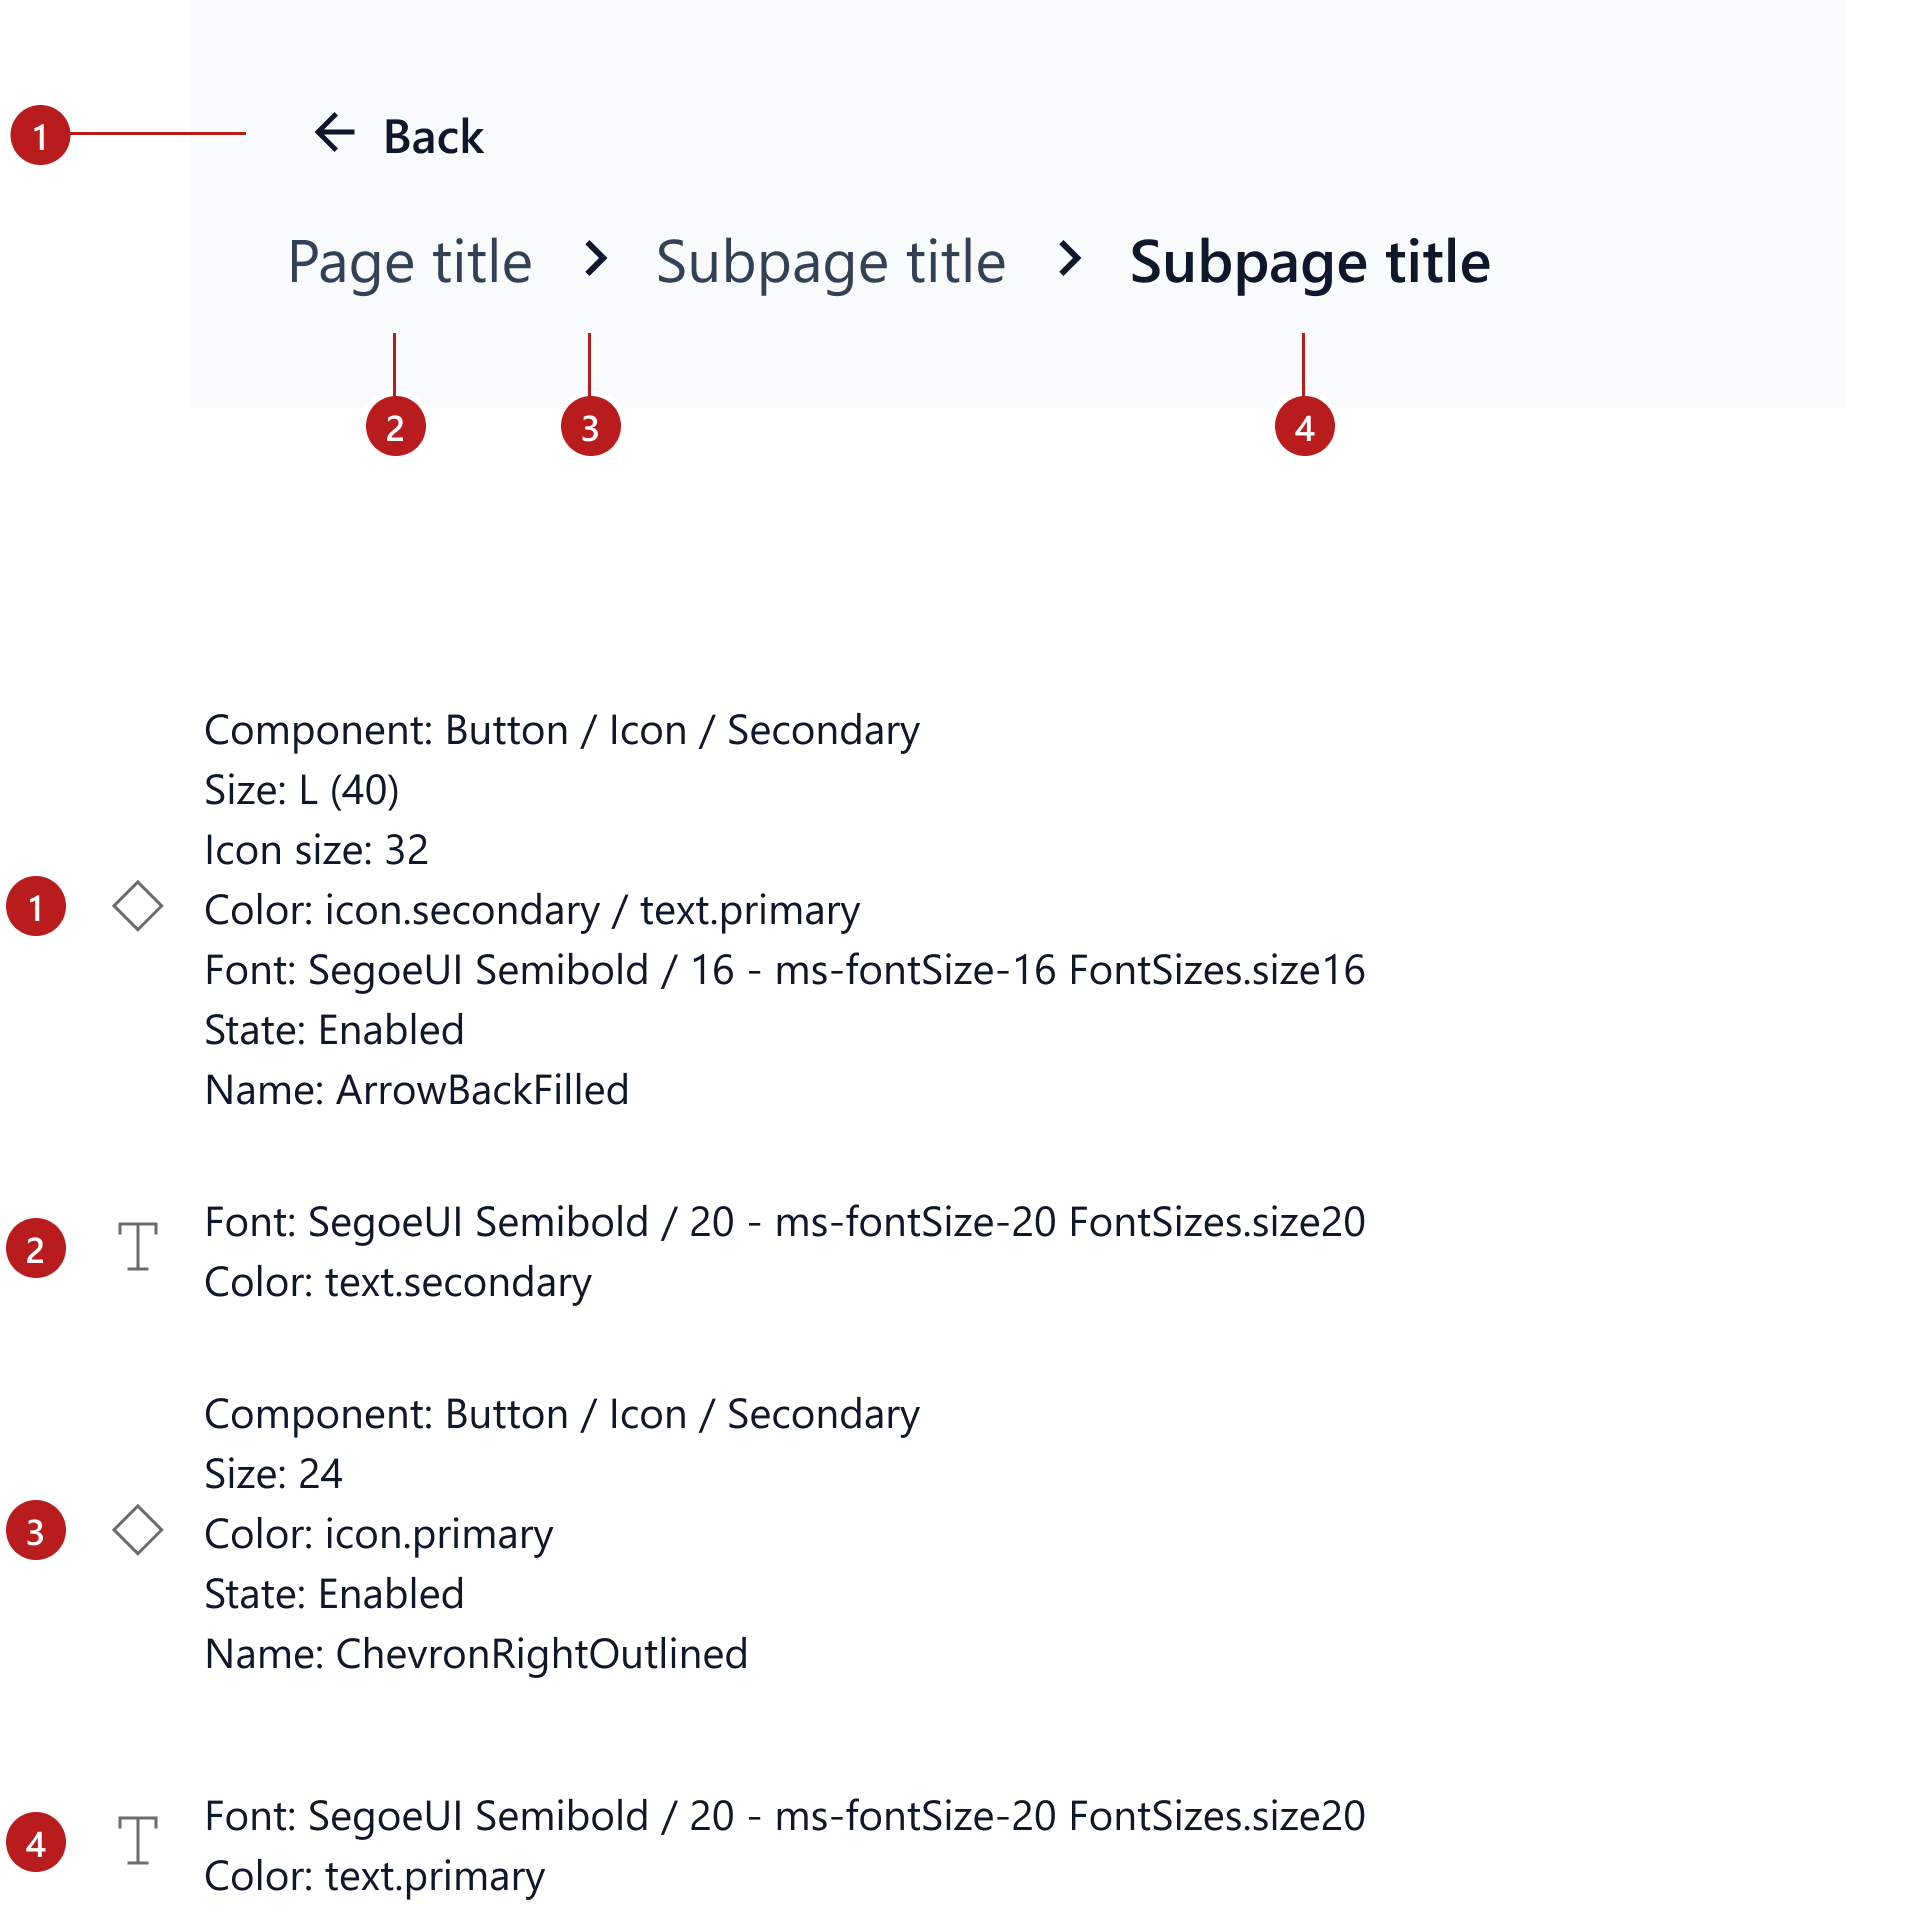 1
Back
Page title
Subpage title
Subpage title
2
3
4
Component: Button / Icon / Secondary
Size: L (40)
Icon size: 32
1
Color: icon.secondary / text.primary
Font: SegoeUI Semibold / 16 - ms-fontSize-16 FontSizes.size16
State: Enabled
Name: ArrowBackFilled
2
Font: SegoeUI Semibold / 20 - ms-fontSize-20 FontSizes.size20
Color: text.secondary
Component: Button / Icon / Secondary
Size: 24
3
Color: icon.primary
State: Enabled
Name: ChevronRightOutlined
4
Font: SegoeUI Semibold / 20 - ms-fontSize-20 FontSizes.size20
Color: text.primary